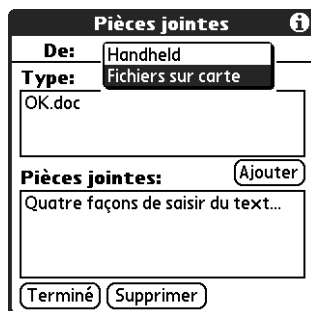 Pièces jointes
De: Handheld
Type: Fichiers sur carte
OK.doc
Pièces jointes: Ajouter
Quatre façons de saisir du text...
Terminé Supprimer